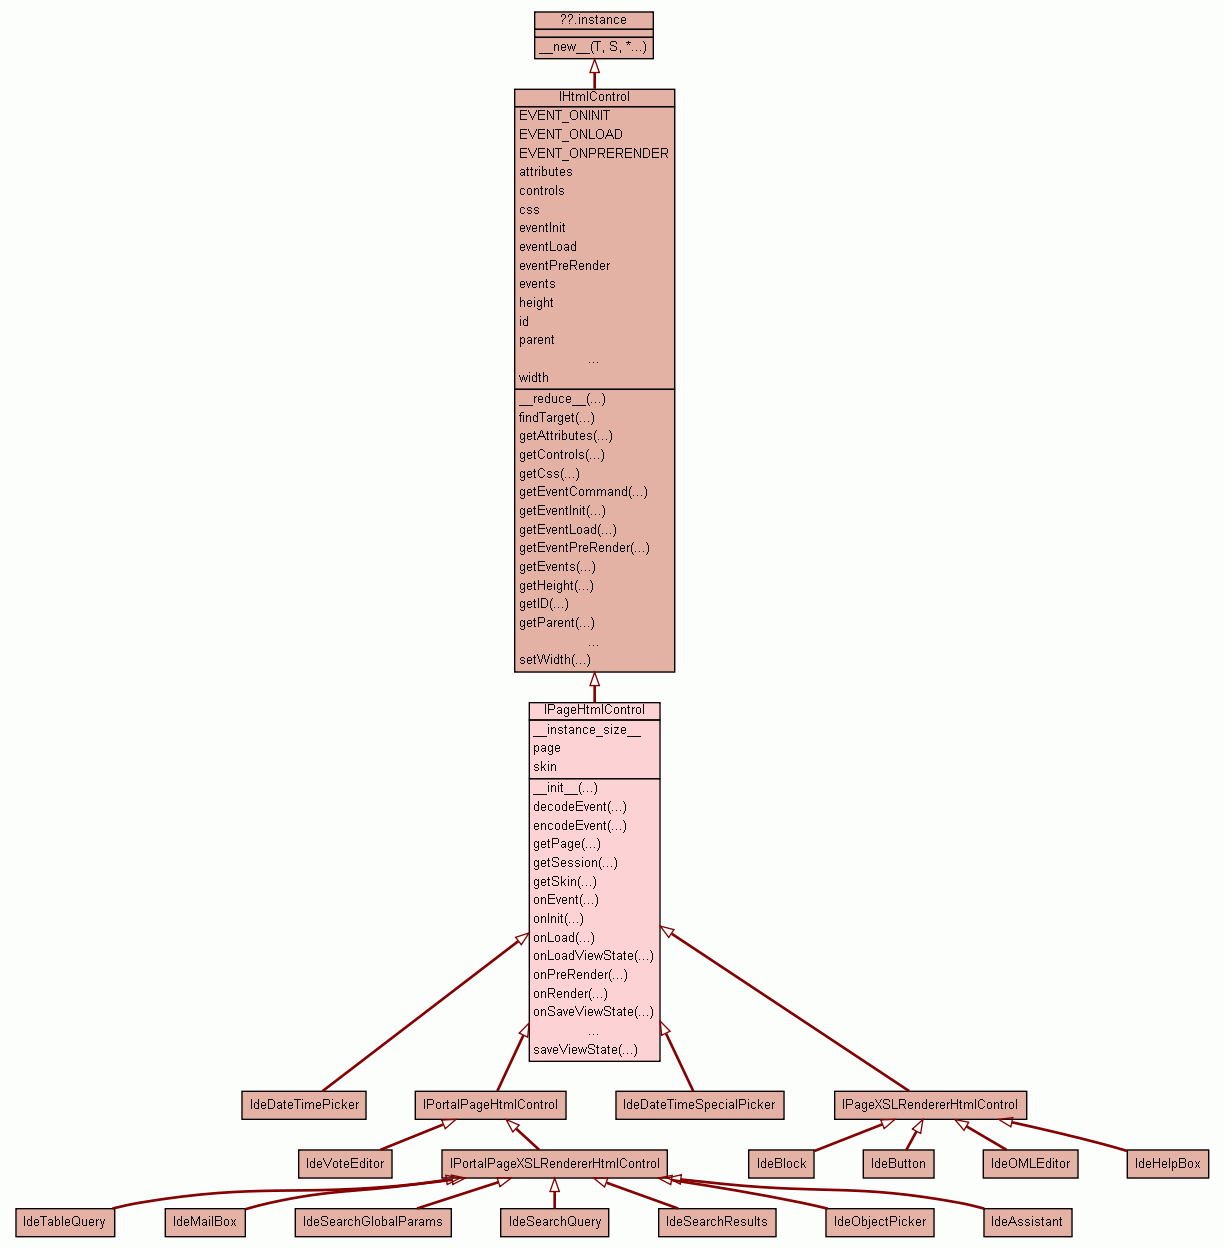 ??.instance
__new__(T, S, *...)
IHtmlControl
EVENT_ONINIT
EVENT_ONLOAD
EVENT_ONPRERENDER
attributes
controls
css
eventInit
eventLoad
eventPreRender
events
height
id
parent
...
width
__reduce__(...)
findTarget(...)
getAttributes(...)
getControls(...)
getCss(...)
getEventCommand(...)
getEventInit(...)
getEventLoad(...)
getEventPreRender(...)
getEvents(...)
getHeight(...)
getID(...)
getParent(...)
...
setWidth(...)
IPageHtmlControl
__instance_size__
page
skin
__init__(...)
decodeEvent(...)
encodeEvent(...)
getPage(...)
getSession(...)
getSkin(...)
onEvent(...)
onInit(...)
onLoad(...)
onLoadViewState(...)
onPreRender(...)
onRender(...)
onSaveViewState(...)
...
saveViewState(...)
IdeDateTimePicker
IPortalPageHtmlControl
IdeDateTimeSpecialPicker
IPageXSLRendererHtmlControl
IdeVoteEditor
IPortalPageXSLRendererHtmlControl
IdeBlock
IdeButton
IdeOMLEditor
IdeHelpBox
IdeTableQuery
IdeMailBox
IdeSearchGlobalParams
IdeSearchQuery
IdeSearchResults
IdeObjectPicker
IdeAssistant